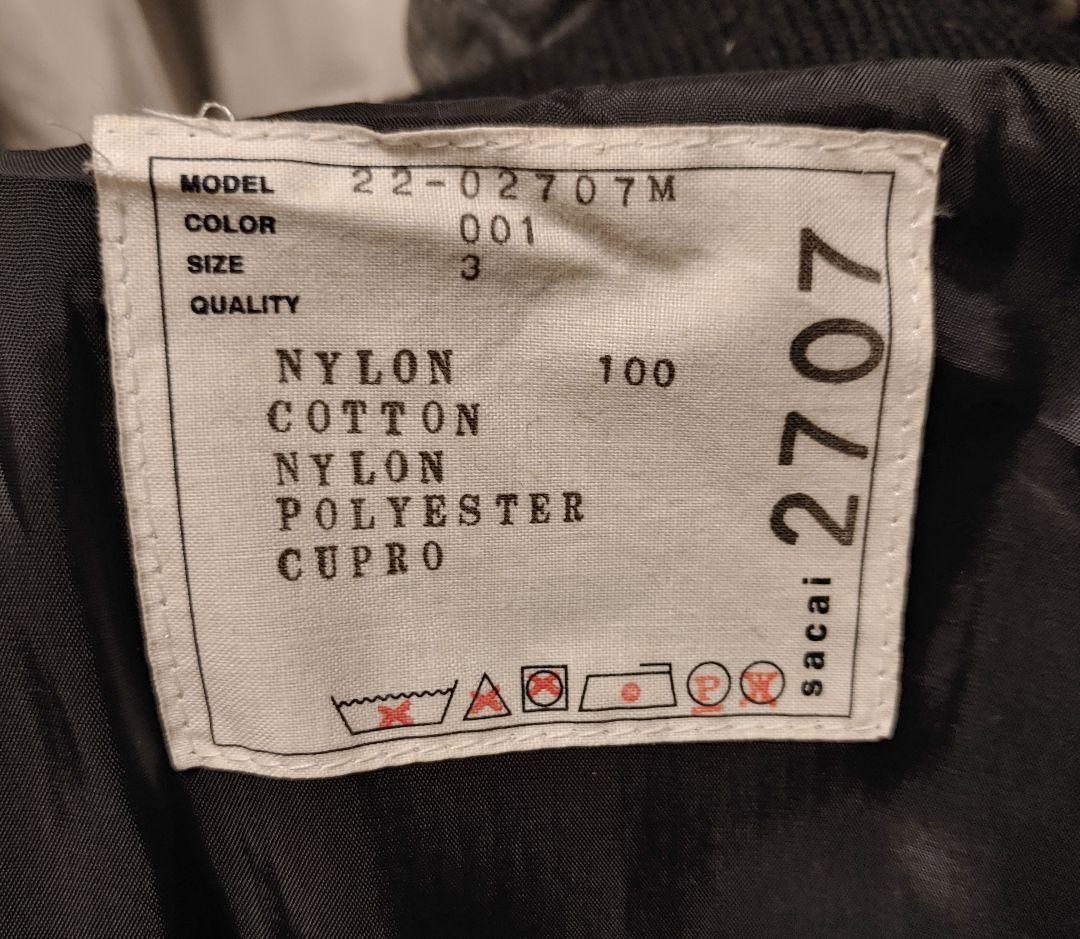 MODEL 22-02707M
COLOR 001
SIZE 3
QUALITY
NYLON 100
COTTON
NYLON
POLYESTER
CUPRO
P W
sacai 2707